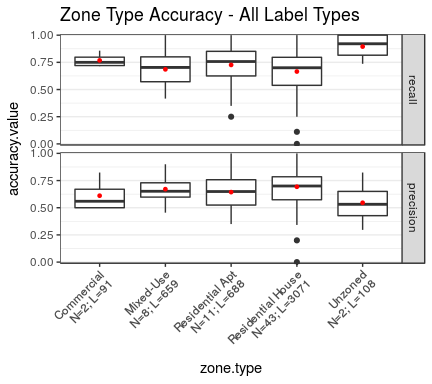 Zone Type Accuracy - All Label Types
accuracy.value
1.00
0.75
0.50
0.25
0.00
recall
1.00
0.75
0.50
0.25
0.00
precision
Commercial
N=2; L=91
Mixed-Use
N=8; L=659
Residential Apt
N=11; L=688
Residential House
N=43; L=3071
Unzoned
N=2; L=108
zone.type